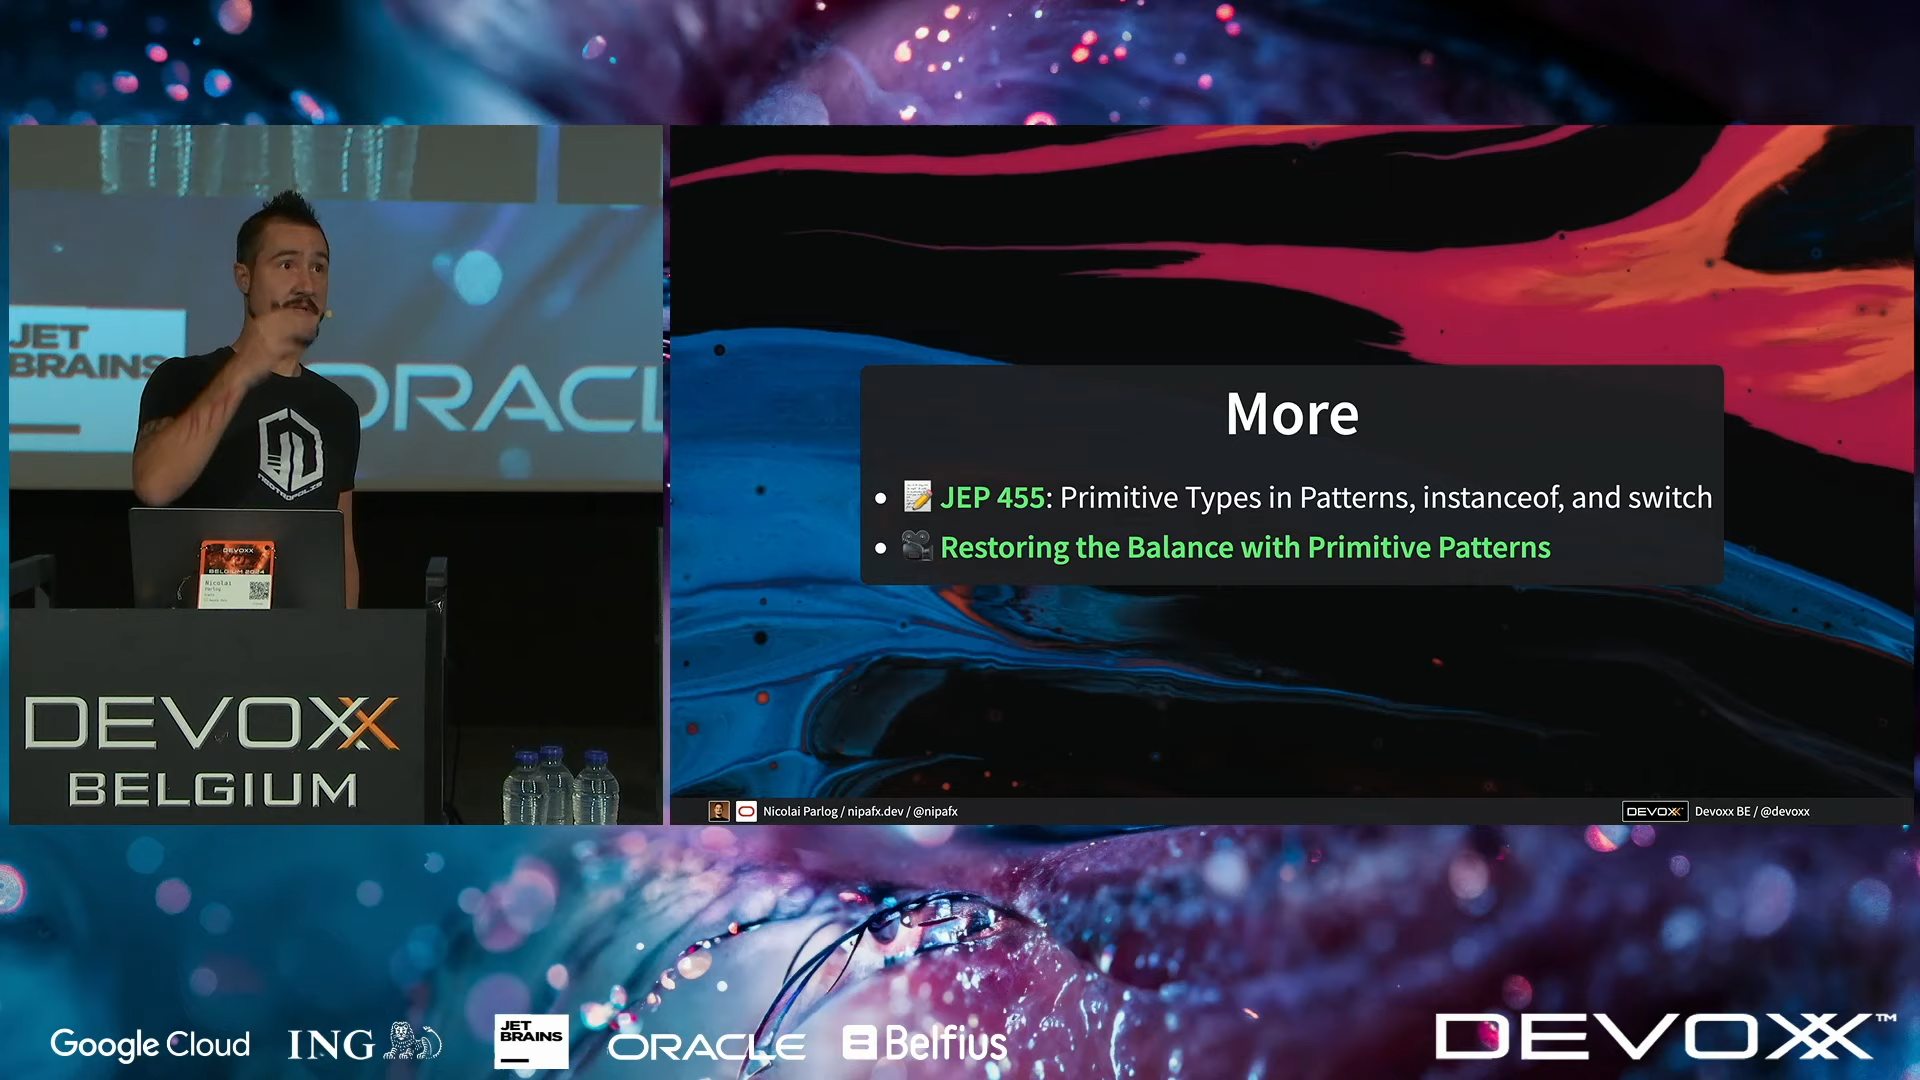 JET
BRAINS
ORACL
DEVOXX
BELGIUM 2024
Nicolai
Parlog
DEVOXX
BELGIUM
More
JEP 455: Primitive Types in Patterns, instanceof, and switch
Restoring the Balance with Primitive Patterns
Nicolai Parlog / nipafx.dev / @nipafx
DEVOXX
Devoxx BE / @devoxx
Google Cloud
ING
JET
BRAINS
ORACLE
Belfius
DEVOXX™
NEOTROPOLIS